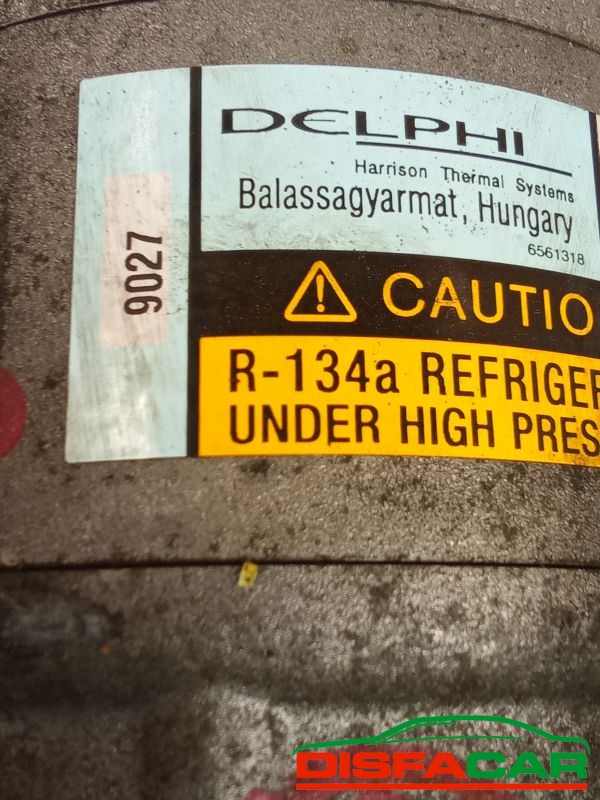 DELPHI
Harrison Thermal Systems
Balassagyarmat, Hungary
6561318
9027
CAUTIO
R-134a REFRIGER
UNDER HIGH PRES
DISFACAR